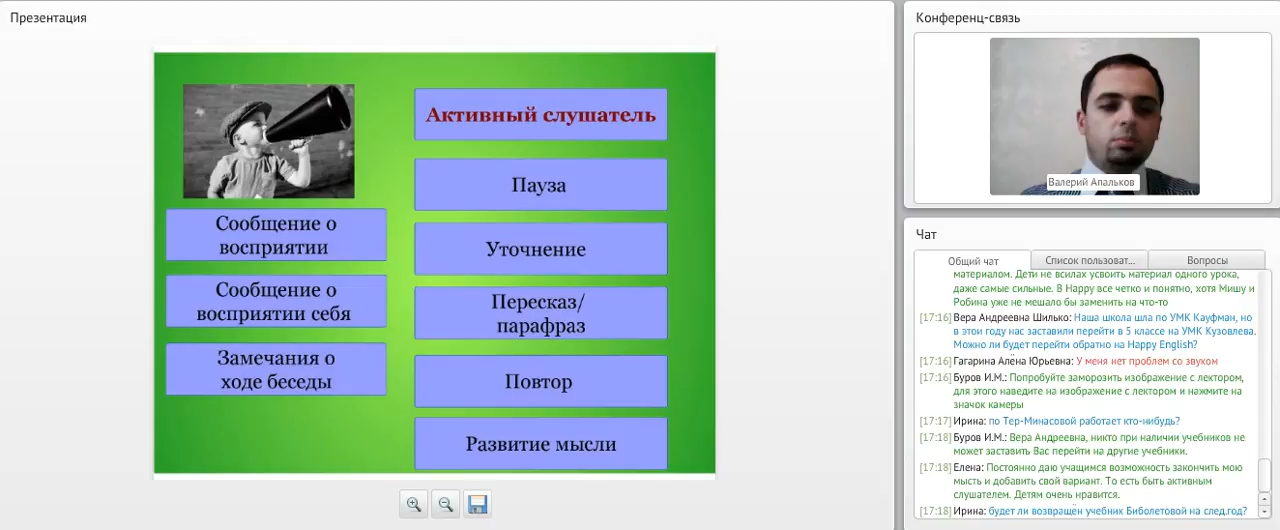 Презентация
Активный слушатель
Пауза
Сообщение о
восприятии
Уточнение
Сообщение о
восприятии себя
Пересказ/
парафраз
Замечания о
ходе беседы
Повтор
Развитие мысли
Конференц-связь
Валерий Апальков
Чат
Общий чат
Список пользоват...
Вопросы
материалом. Дети не всилах усвоить материал одного урока,
даже самые сильные. В Happy все четко и понятно, хотя Мишу и
Робина уже не мешало бы заменить на что-то
[17:16] Вера Андреевна Шилько: Наша школа шла по УМК Кауфман, но
в этои году нас заставили перейти в 5 классе на УМК Кузовлева.
Можно ли будет перейти обратно на Happy English?
[17:16] Гагарина Алёна Юрьевна: У меня нет проблем со звуком
[17:16] Буров И.М.: Попробуйте заморозить изображение с лектором,
для этого наведите на изображение с лектором и нажмите на
значок камеры
[17:17] Ирина: по Тер-Минасовой работает кто-нибудь?
[17:18] Буров И.М.: Вера Андреевна, никто при наличии учебников не
может заставить Вас перейти на другие учебники.
[17:18] Елена: Постоянно даю учащимся возможность закончить мою
мысть и добавить свой вариант. То есть быть активным
слушателем. Детям очень нравится.
[17:18] Ирина: будет ли возвращён учебник Биболетовой на след.год?